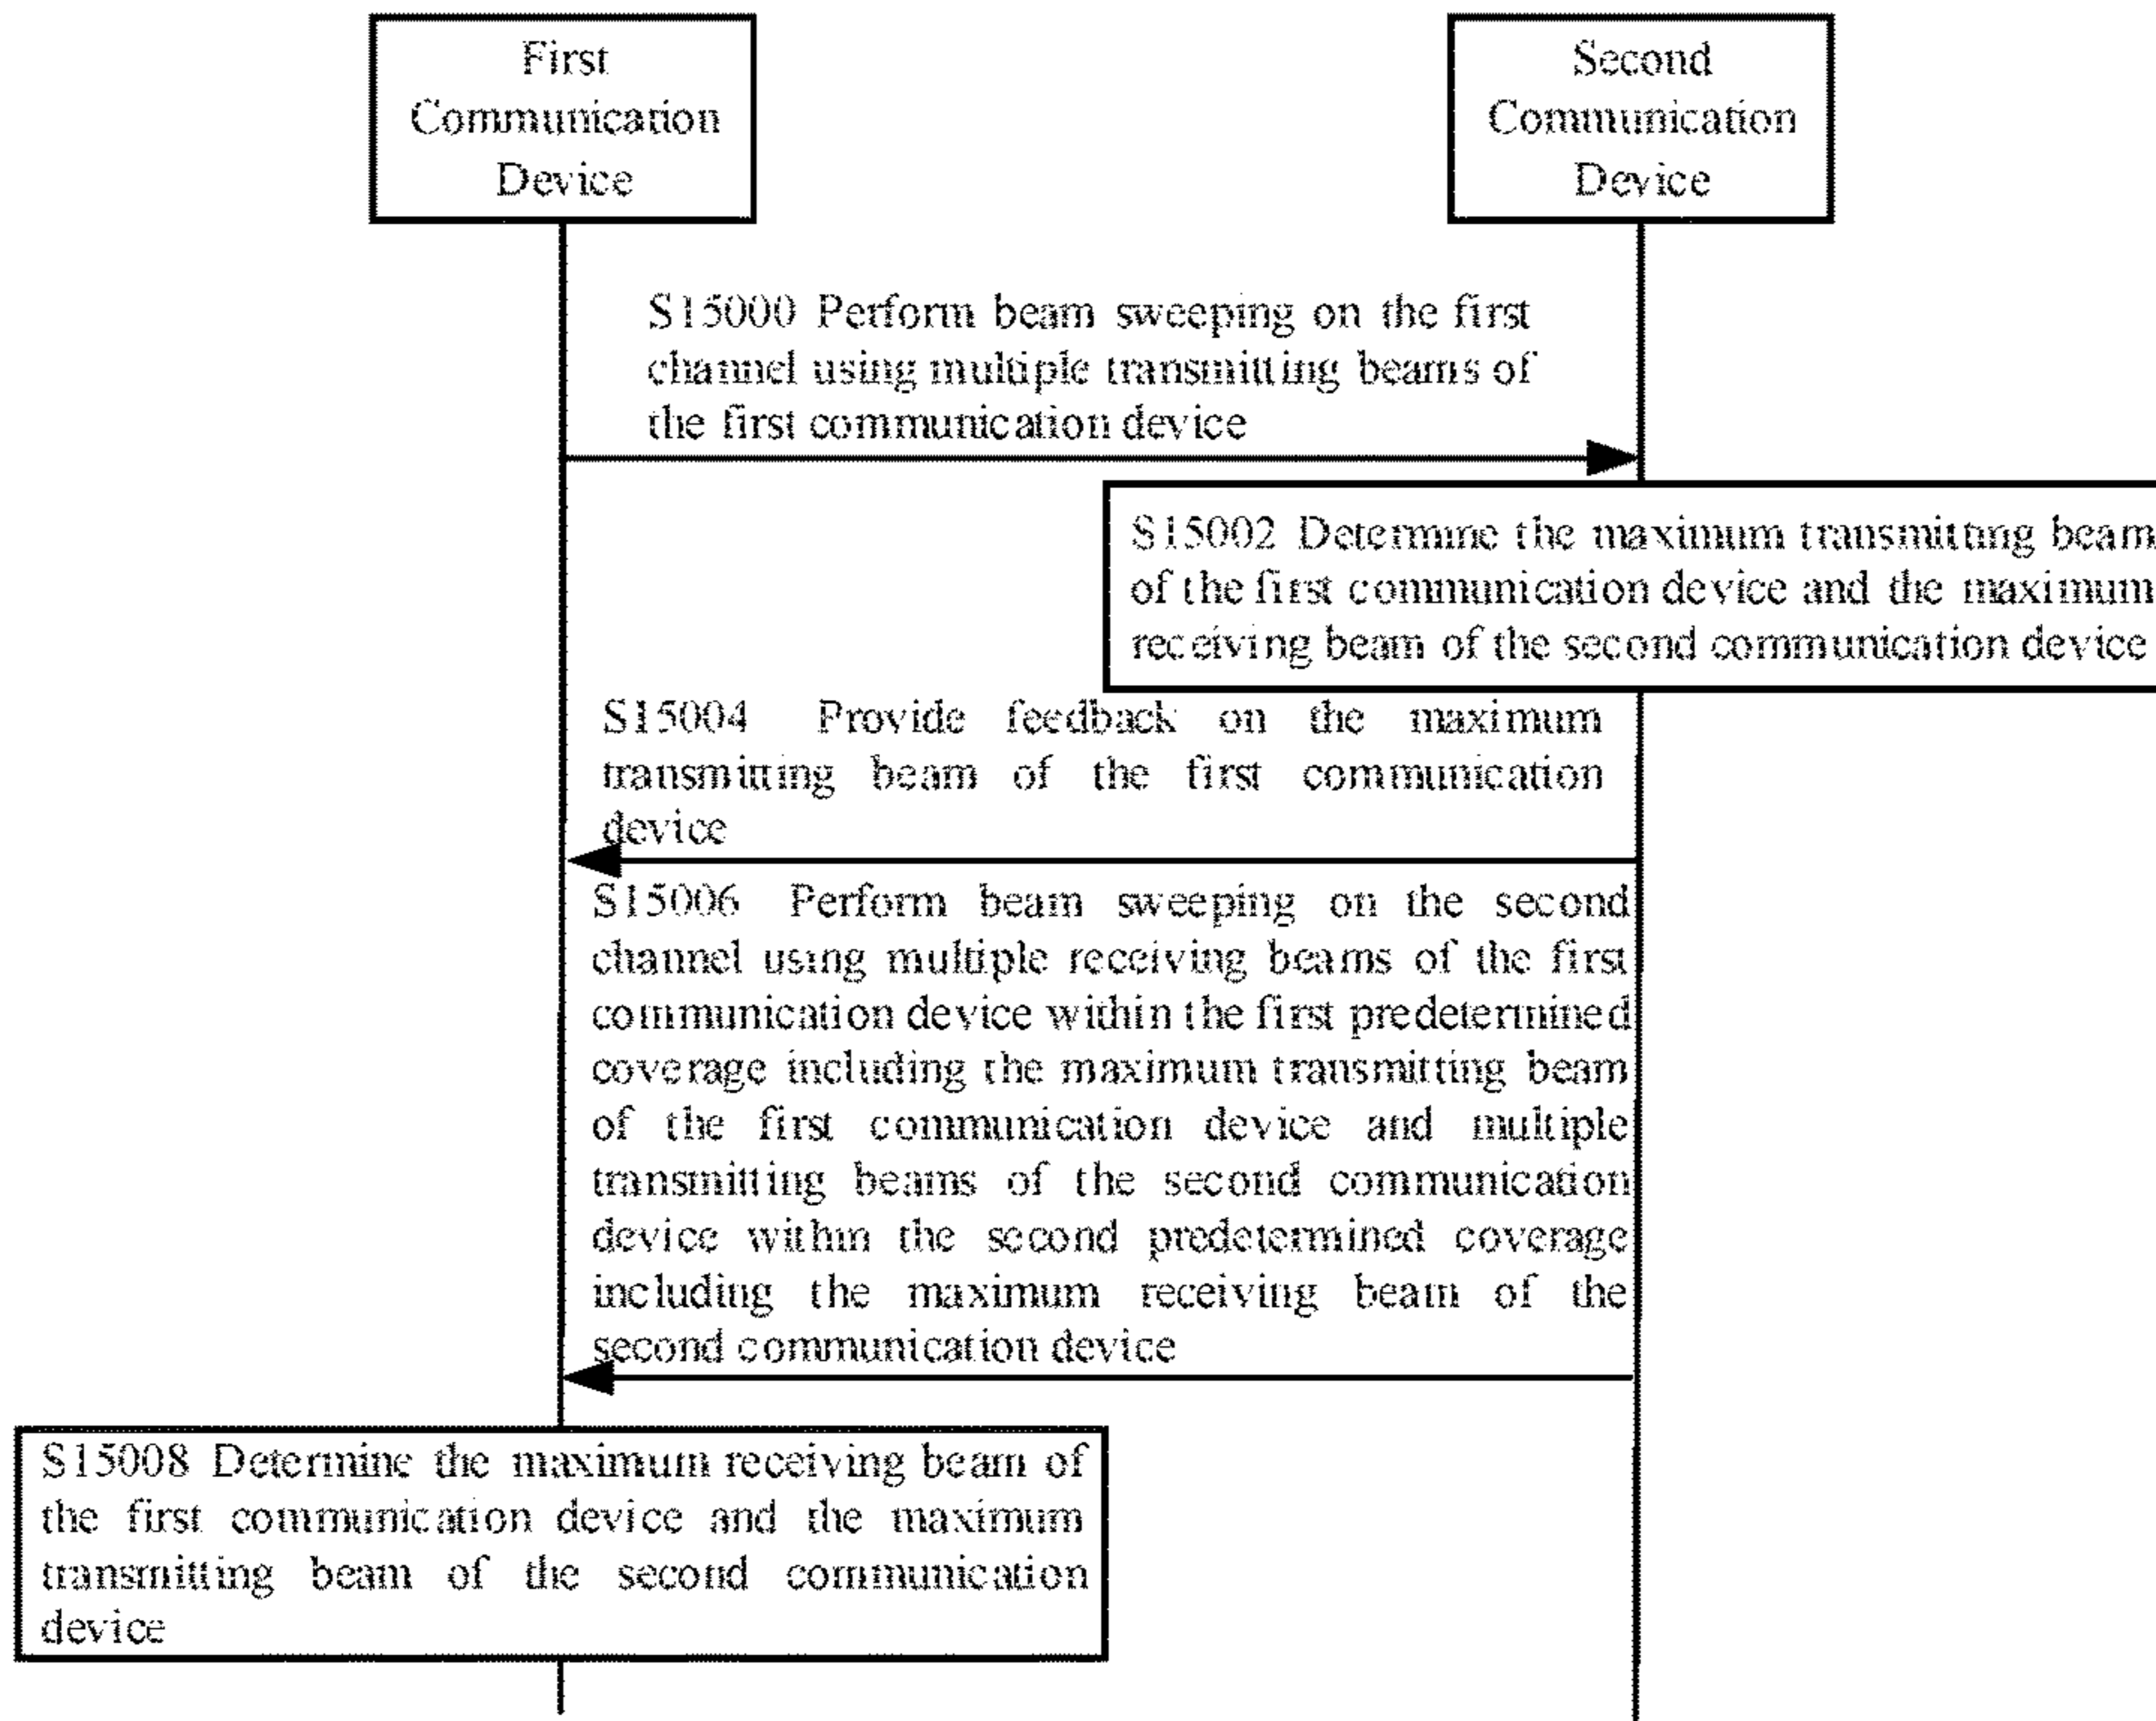 First
Communication
Device
Second
Communication
Device
S15000 Perform beam sweeping on the first
channel using multiple transmitting beams of
the first communication device
S15002 Determine the maximum transmitting beam
of the first communication device and the maximum
receiving beam of the second communication device
S15004 Provide feedback on the maximum
transmitting beam of the first communication
device
S15006 Perform beam sweeping on the second
channel using multiple receiving beams of the first
communication device within the first predetermined
coverage including the maximum transmitting beam
of the first communication device and multiple
transmitting beams of the second communication
device within the second predetermined coverage
including the maximum receiving beam of the
second communication device
S15008 Determine the maximum receiving beam of
the first communication device and the maximum
transmitting beam of the second communication
device